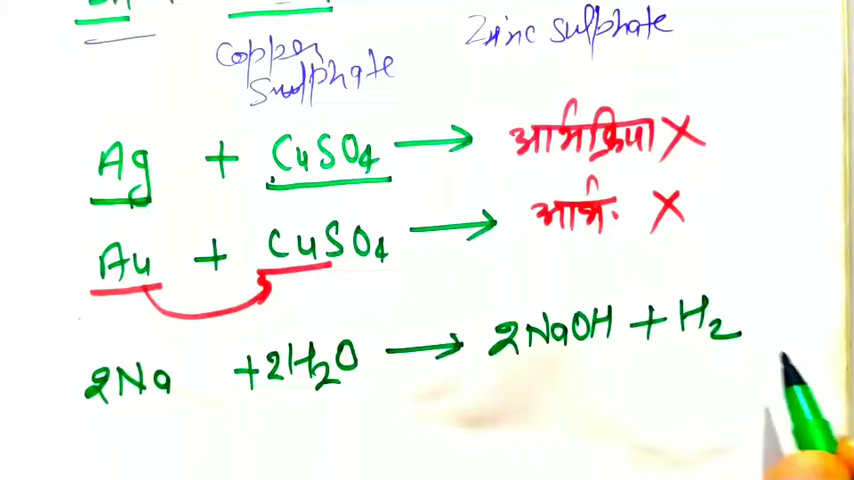 Copper Zinc sulphate
Sulphate
Ag + CuSO4 → अभिक्रिया ✗
Au + CuSO4 → अभि. ✗
2Na + 2H2O → 2NaOH + H2